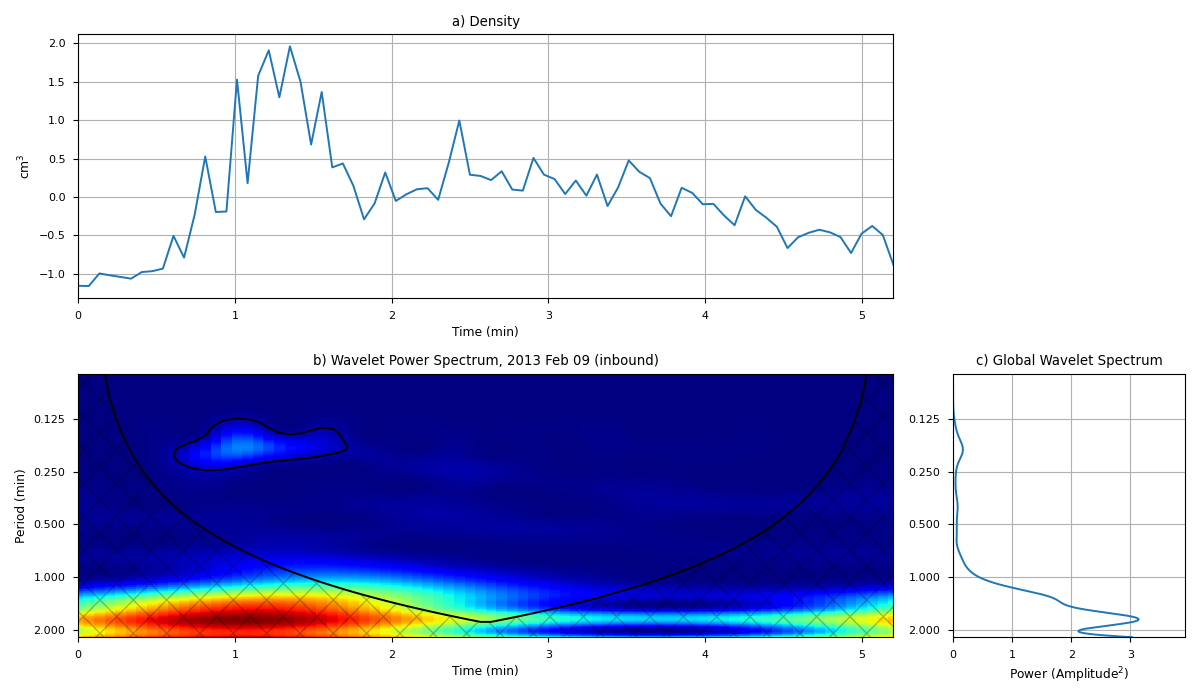 a) Density
2.0
1.5
1.0
0.5
0.0
−0.5
−1.0
cm³
0 1 2 3 4 5
Time (min)
b) Wavelet Power Spectrum, 2013 Feb 09 (inbound)
0.125
0.250
0.500
1.000
2.000
Period (min)
0 1 2 3 4 5
Time (min)
c) Global Wavelet Spectrum
0.125
0.250
0.500
1.000
2.000
0 1 2 3
Power (Amplitude²)